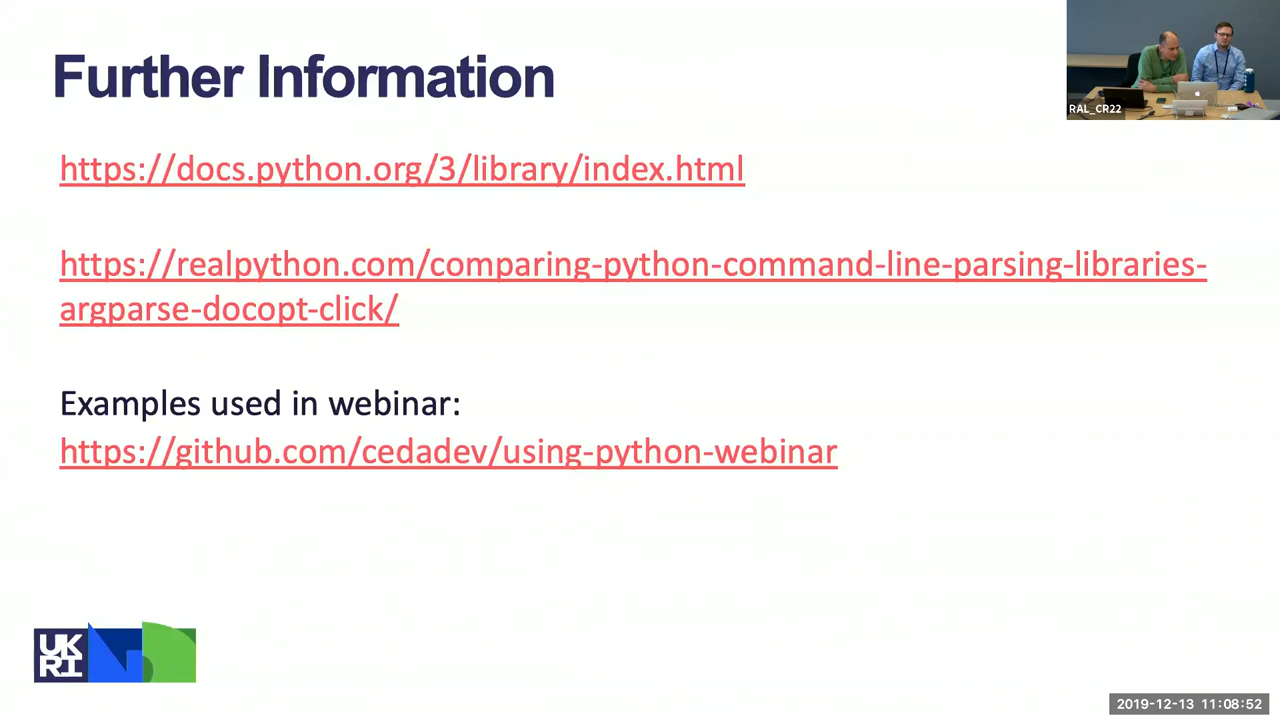 Further Information
RAL_CR22
https://docs.python.org/3/library/index.html
https://realpython.com/comparing-python-command-line-parsing-libraries-
argparse-docopt-click/
Examples used in webinar:
https://github.com/cedadev/using-python-webinar
UK
RI
2019-12-13 11:08:52